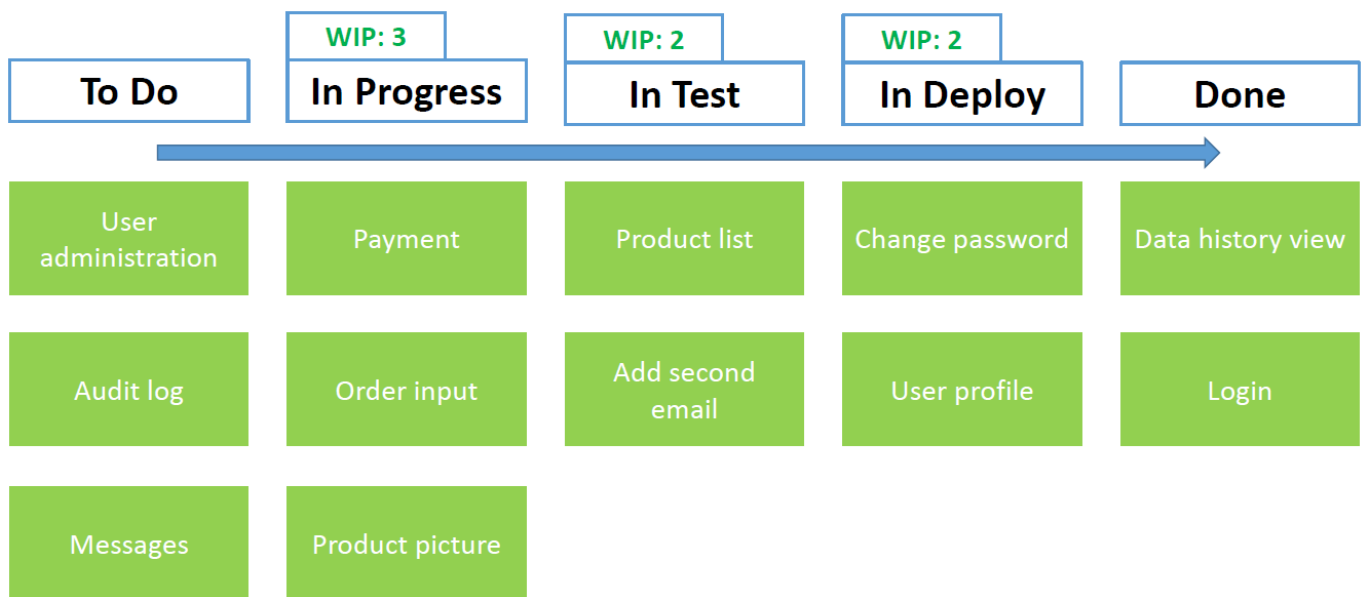 WIP: 3
WIP: 2
WIP: 2
To Do
In Progress
In Test
In Deploy
Done
User
administration
Payment
Product list
Change password
Data history view
Audit log
Order input
Add second
email
User profile
Login
Messages
Product picture